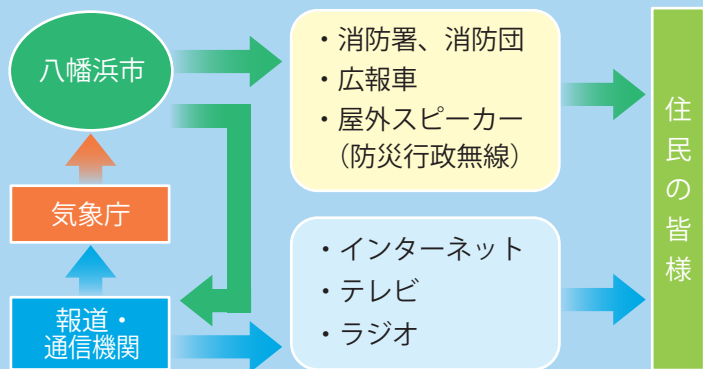 八幡浜市
気象庁
報道・
通信機関
・消防署、消防団
・広報車
・屋外スピーカー
（防災行政無線）
・インターネット
・テレビ
・ラジオ
住民の皆様